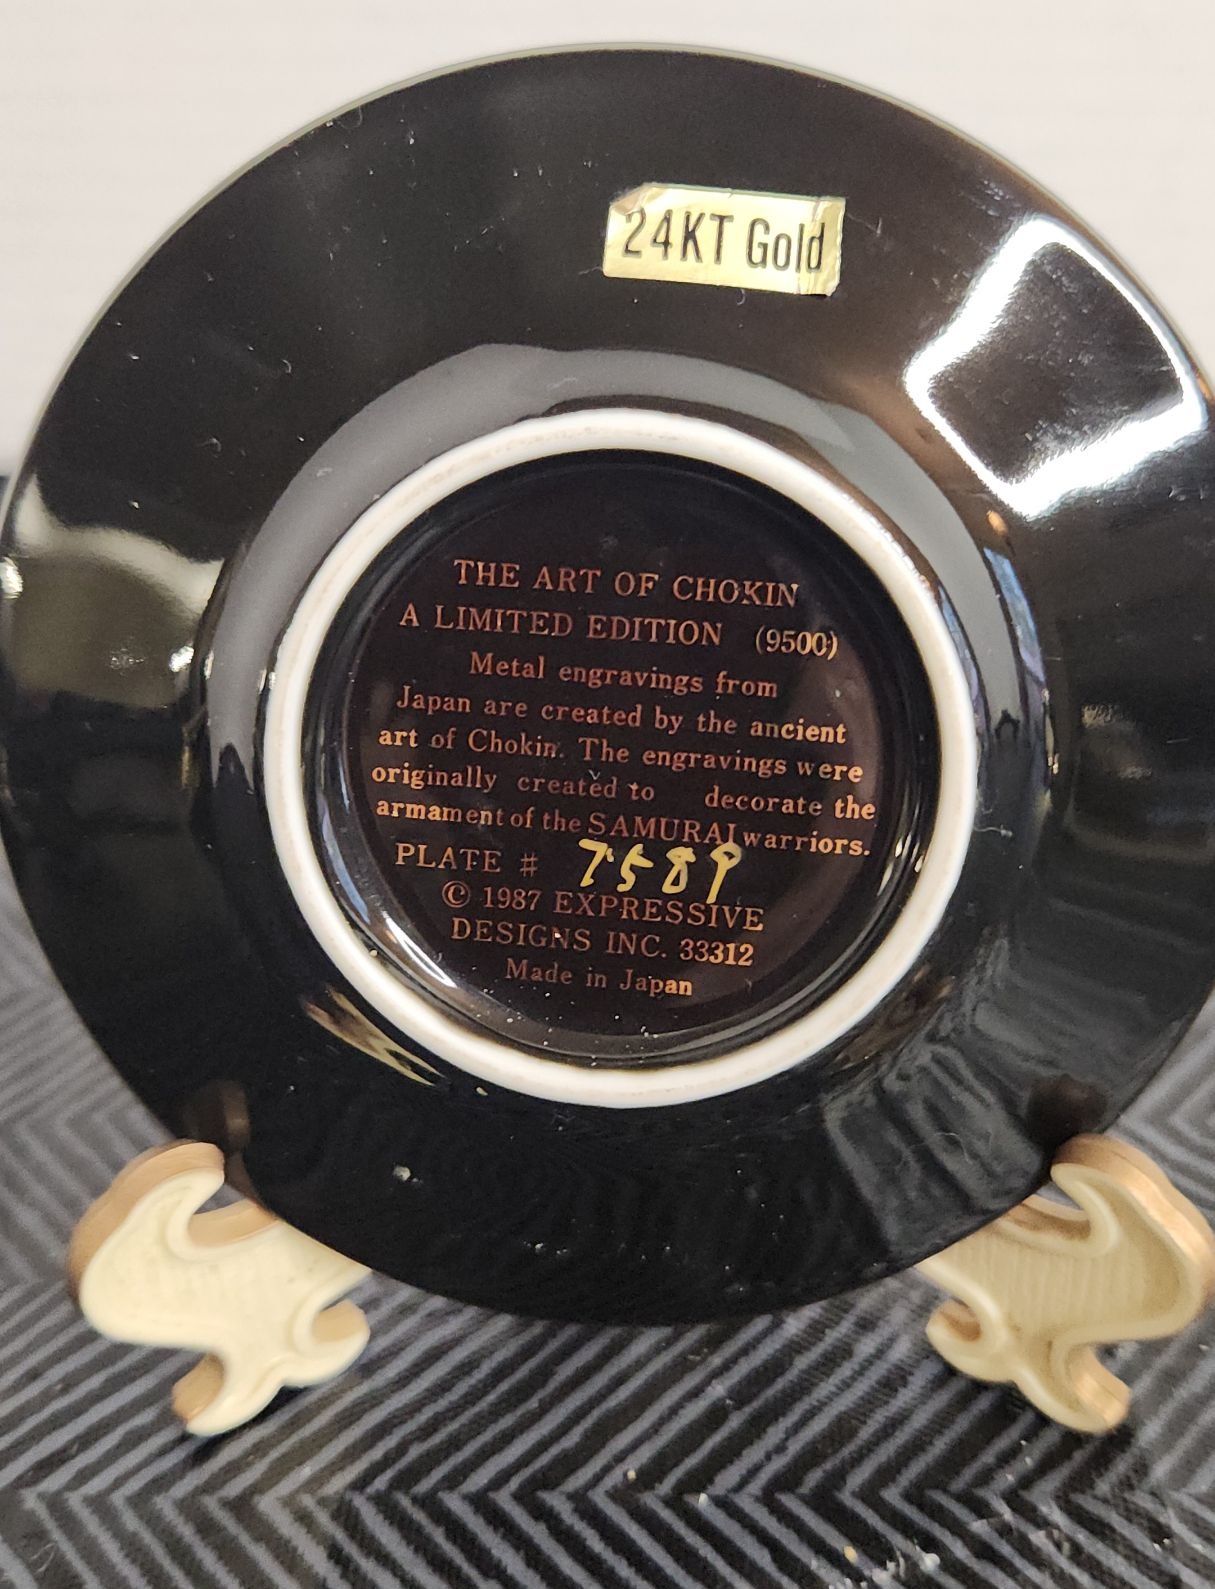 24KT Gold
THE ART OF CHOKIN
A LIMITED EDITION (9500)
Metal engravings from
Japan are created by the ancient
art of Chokin. The engravings were
originally created to decorate the
armament of the SAMURAI warriors.
PLATE # 7589
© 1987 EXPRESSIVE
DESIGNS INC. 33312
Made in Japan